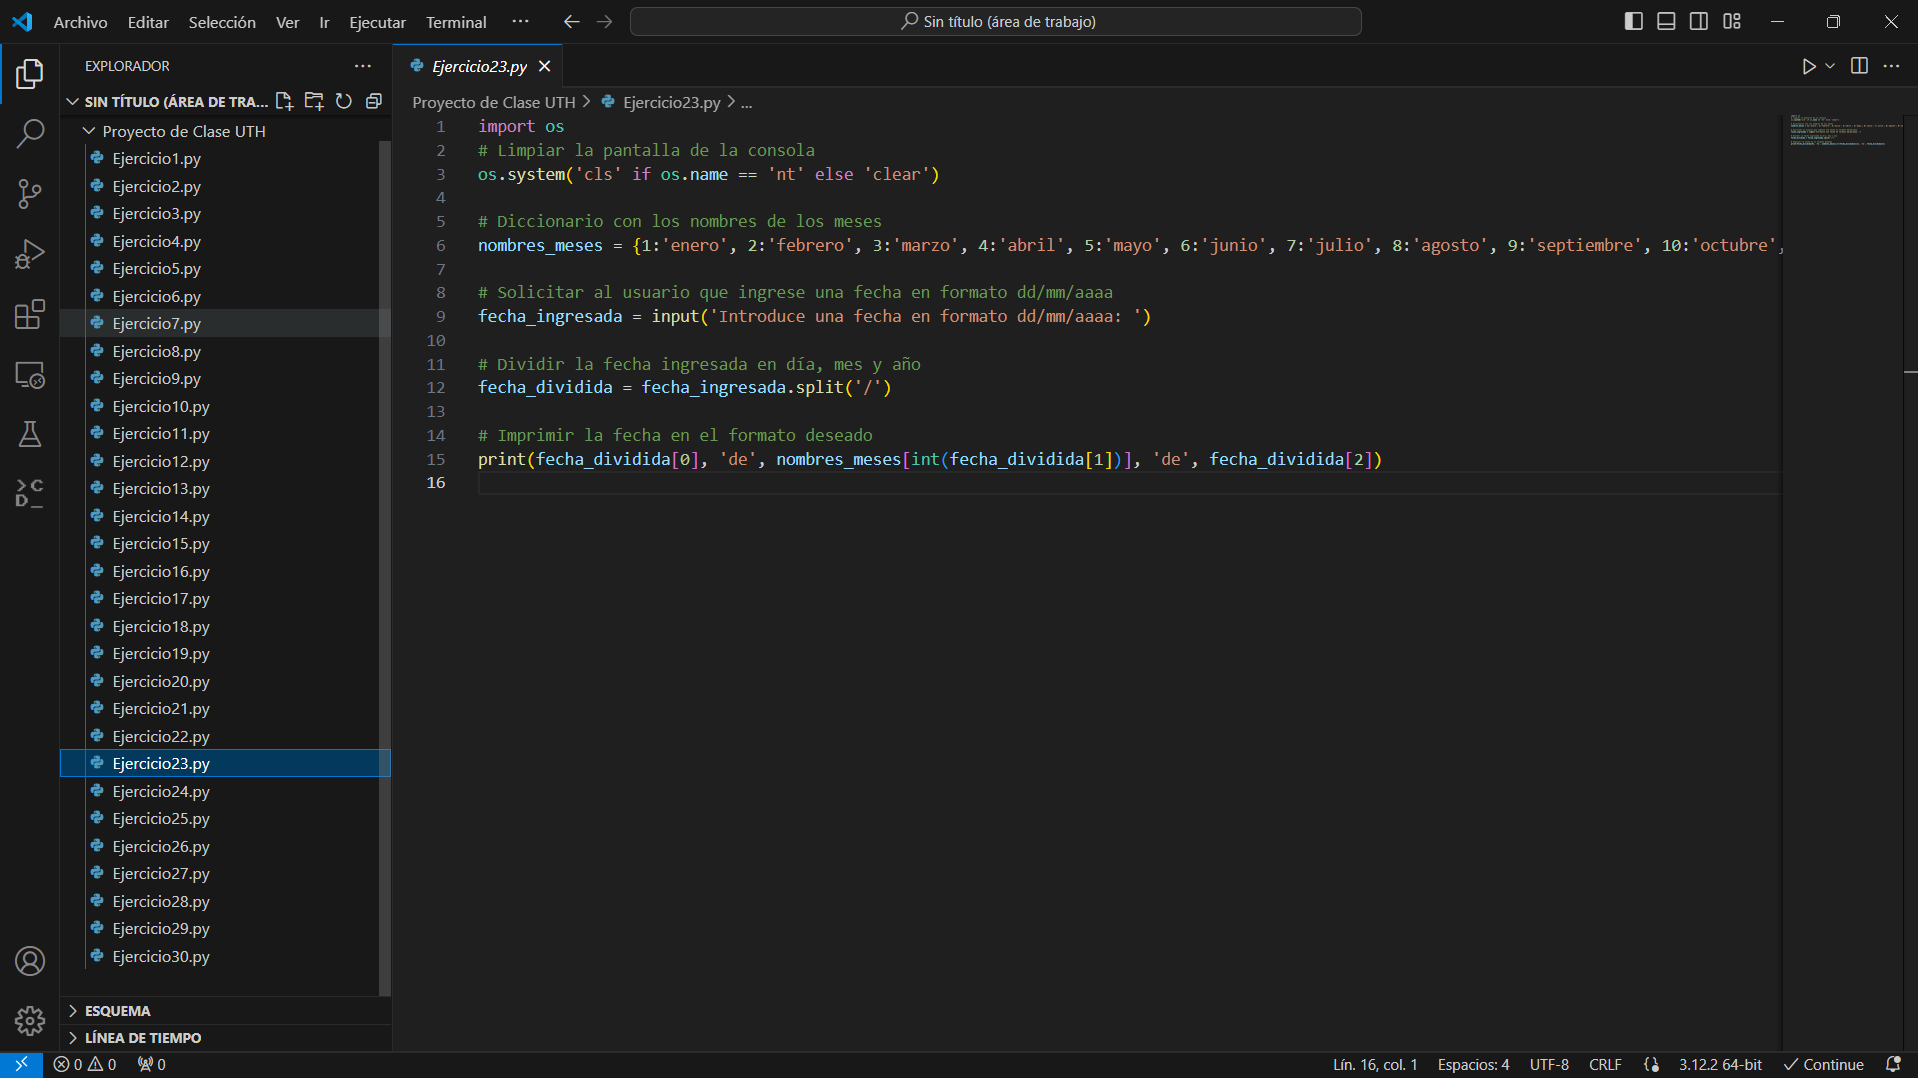 Archivo Editar Selección Ver Ir Ejecutar Terminal ···
Sin título (área de trabajo)
EXPLORADOR ···
SIN TÍTULO (ÁREA DE TRA...
Proyecto de Clase UTH
Ejercicio1.py
Ejercicio2.py
Ejercicio3.py
Ejercicio4.py
Ejercicio5.py
Ejercicio6.py
Ejercicio7.py
Ejercicio8.py
Ejercicio9.py
Ejercicio10.py
Ejercicio11.py
Ejercicio12.py
Ejercicio13.py
Ejercicio14.py
Ejercicio15.py
Ejercicio16.py
Ejercicio17.py
Ejercicio18.py
Ejercicio19.py
Ejercicio20.py
Ejercicio21.py
Ejercicio22.py
Ejercicio23.py
Ejercicio24.py
Ejercicio25.py
Ejercicio26.py
Ejercicio27.py
Ejercicio28.py
Ejercicio29.py
Ejercicio30.py
ESQUEMA
LÍNEA DE TIEMPO
Ejercicio23.py
Proyecto de Clase UTH > Ejercicio23.py > ...
1 import os
2 # Limpiar la pantalla de la consola
3 os.system('cls' if os.name == 'nt' else 'clear')
4
5 # Diccionario con los nombres de los meses
6 nombres_meses = {1:'enero', 2:'febrero', 3:'marzo', 4:'abril', 5:'mayo', 6:'junio', 7:'julio', 8:'agosto', 9:'septiembre', 10:'octubre',
7
8 # Solicitar al usuario que ingrese una fecha en formato dd/mm/aaaa
9 fecha_ingresada = input('Introduce una fecha en formato dd/mm/aaaa: ')
10
11 # Dividir la fecha ingresada en día, mes y año
12 fecha_dividida = fecha_ingresada.split('/')
13
14 # Imprimir la fecha en el formato deseado
15 print(fecha_dividida[0], 'de', nombres_meses[int(fecha_dividida[1])], 'de', fecha_dividida[2])
16
0 0 0
Lín. 16, col. 1 Espacios: 4 UTF-8 CRLF 3.12.2 64-bit Continue